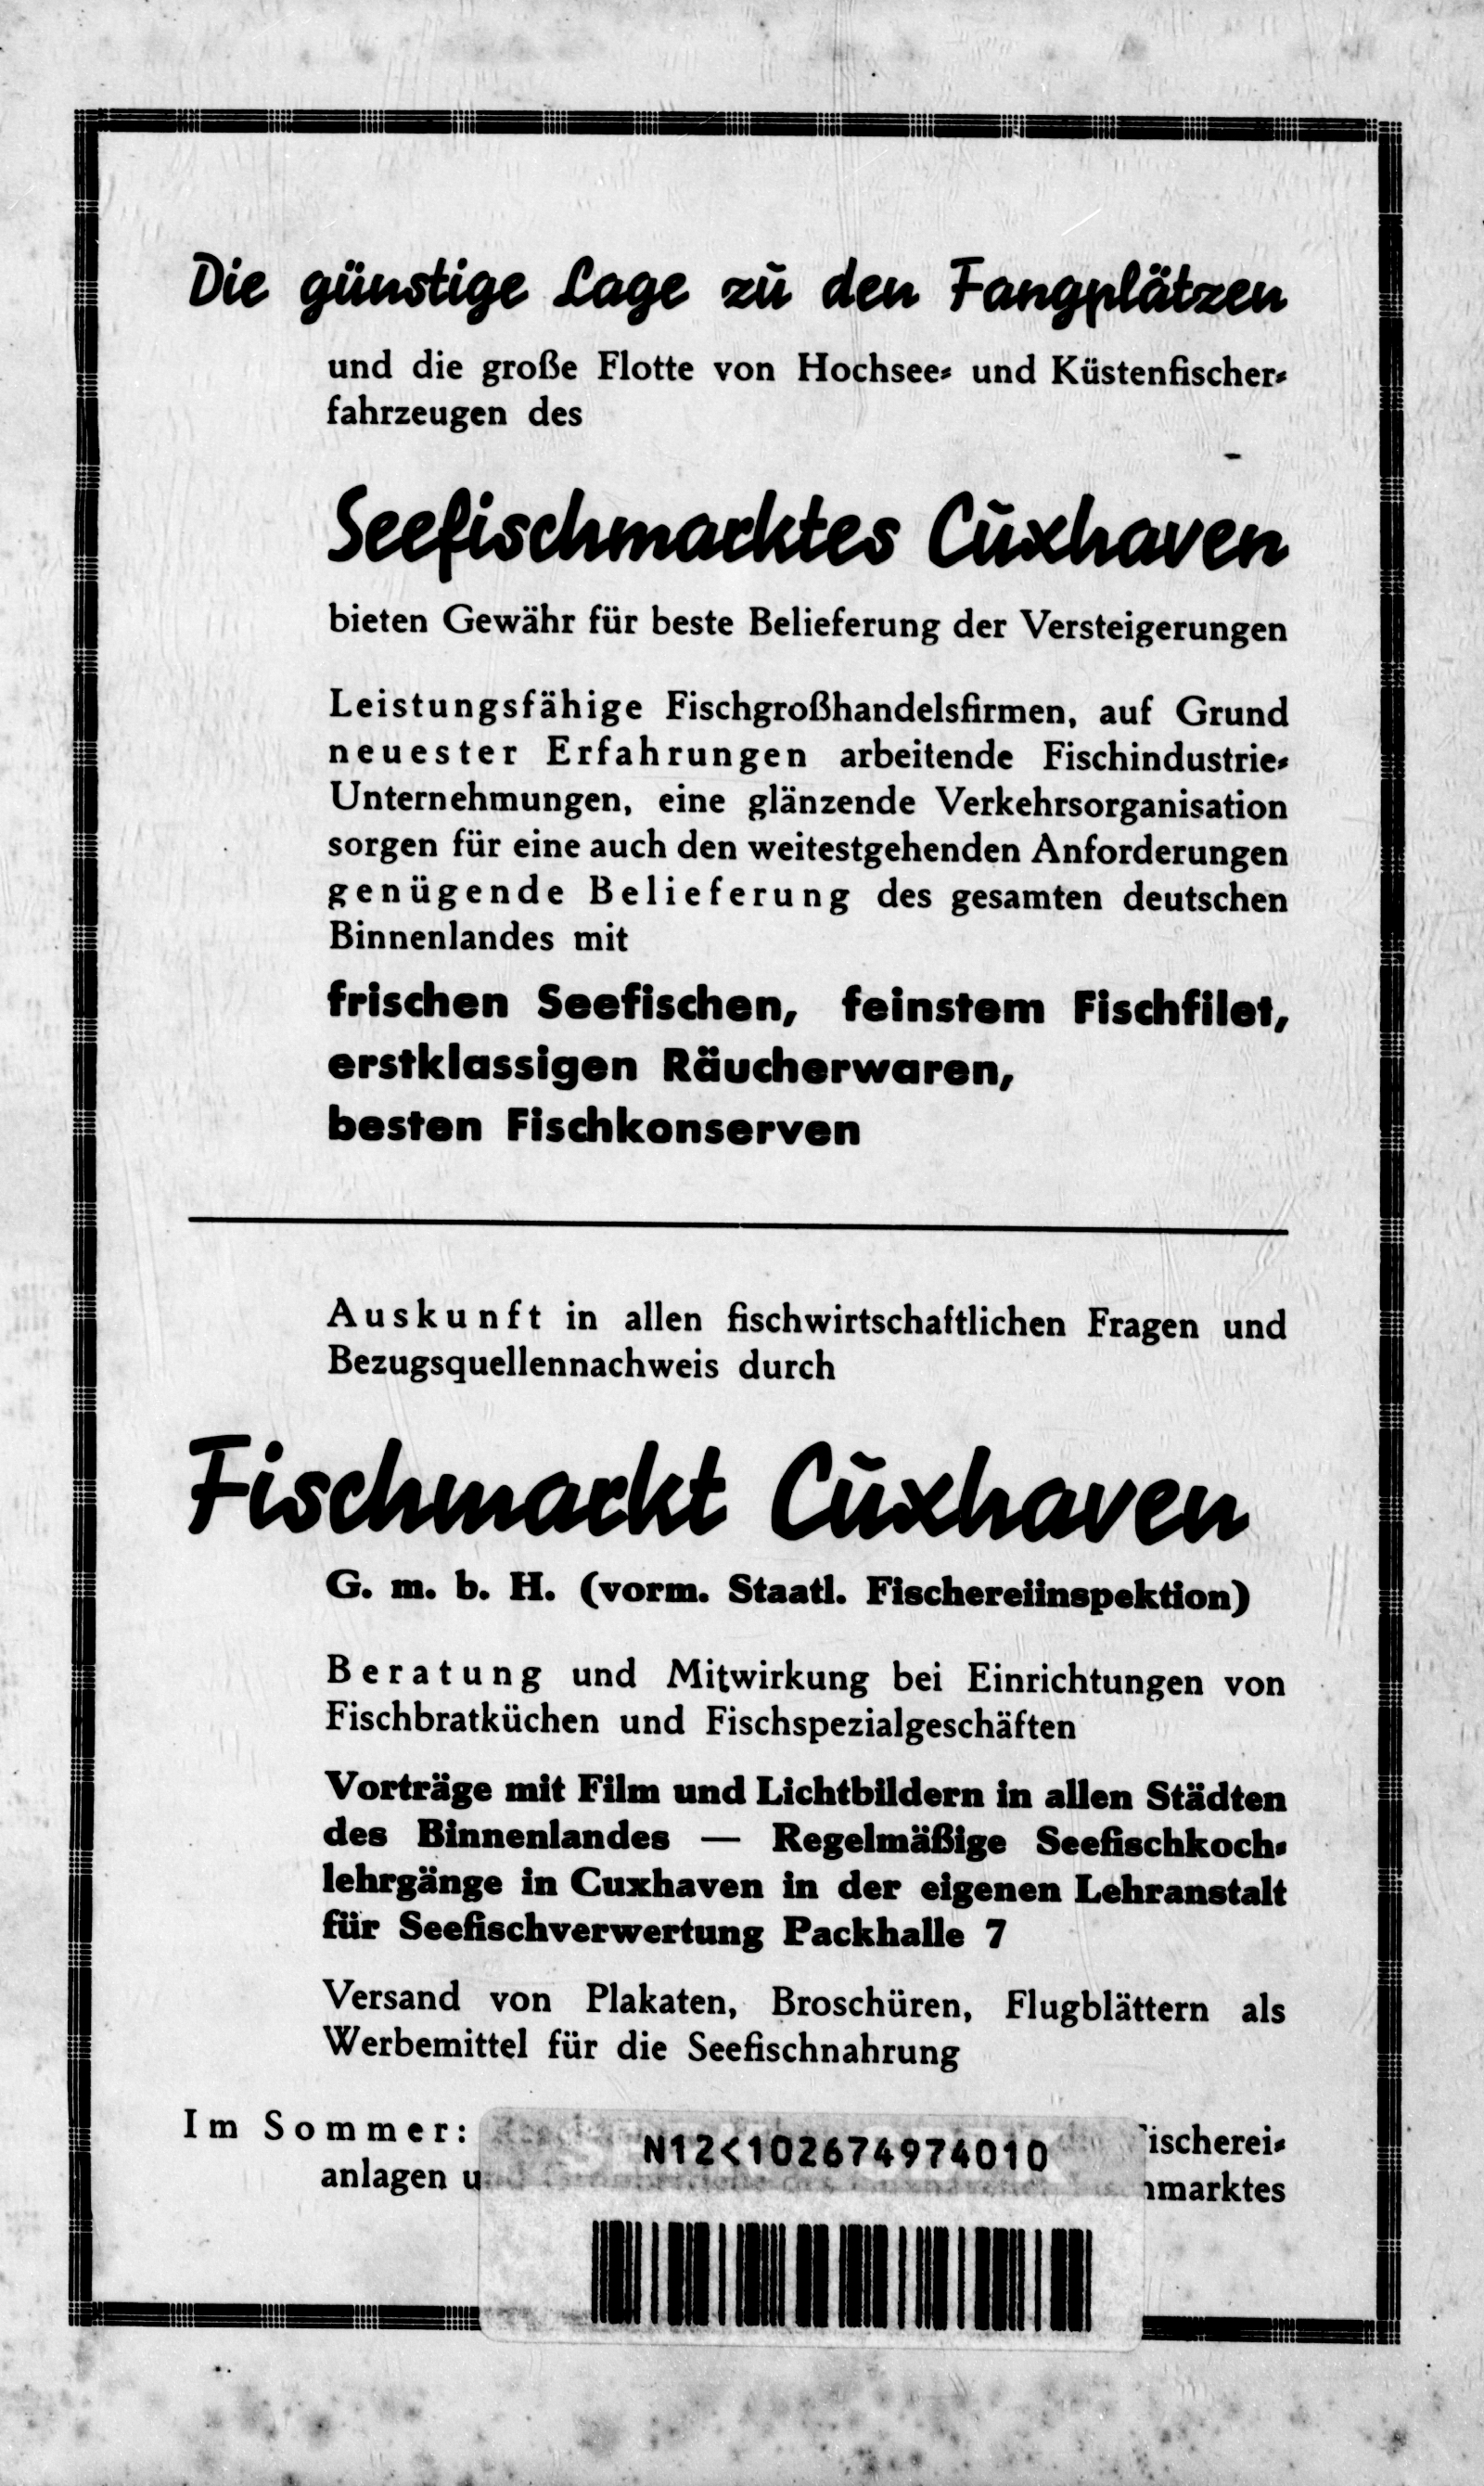 Die günstige Lage zu den Fangplätzen
und die große Flotte von Hochsee- und Küstenfischer-
fahrzeugen des
Seefischmarktes Cuxhaven
bieten Gewähr für beste Belieferung der Versteigerungen
Leistungsfähige Fischgroßhandelsfirmen, auf Grund
neuester Erfahrungen arbeitende Fischindustrie-
Unternehmungen, eine glänzende Verkehrsorganisation
sorgen für eine auch den weitestgehenden Anforderungen
genügende Belieferung des gesamten deutschen
Binnenlandes mit
frischen Seefischen, feinstem Fischfilet,
erstklassigen Räucherwaren,
besten Fischkonserven
Auskunft in allen fischwirtschaftlichen Fragen und
Bezugsquellennachweis durch
Fischmarkt Cuxhaven
G. m. b. H. (vorm. Staatl. Fischereiinspektion)
Beratung und Mitwirkung bei Einrichtungen von
Fischbratküchen und Fischspezialgeschäften
Vorträge mit Film und Lichtbildern in allen Städten
des Binnenlandes — Regelmäßige Seefischkoch-
lehrgänge in Cuxhaven in der eigenen Lehranstalt
für Seefischverwertung Packhalle 7
Versand von Plakaten, Broschüren, Flugblättern als
Werbemittel für die Seefischnahrung
Im Sommer: ischerei-
anlagen und marktes
N12<102674974010